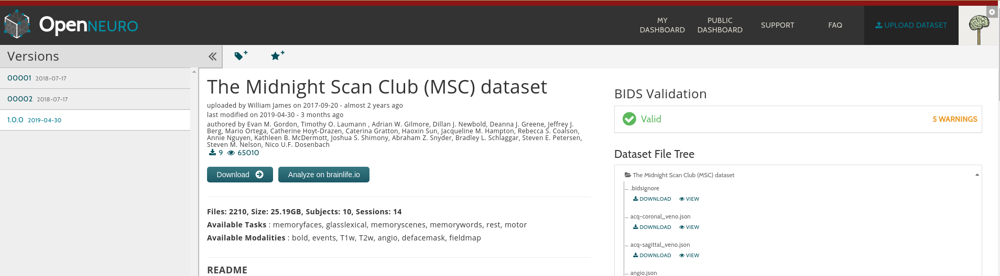 OpenNEURO
MY DASHBOARD
PUBLIC DASHBOARD
SUPPORT
FAQ
UPLOAD DATASET
Versions
00001 2018-07-17
00002 2018-07-17
1.0.0 2019-04-30
The Midnight Scan Club (MSC) dataset
uploaded by William James on 2017-09-20 - almost 2 years ago
last modified on 2019-04-30 - 3 months ago
authored by Evan M. Gordon, Timothy O. Laumann , Adrian W. Gilmore, Dillan J. Newbold, Deanna J. Greene, Jeffrey J.
Berg, Mario Ortega, Catherine Hoyt-Drazen, Caterina Gratton, Haoxin Sun, Jacqueline M. Hampton, Rebecca S. Coalson,
Annie Nguyen, Kathleen B. McDermott, Joshua S. Shimony, Abraham Z. Snyder, Bradley L. Schlaggar, Steven E. Petersen,
Steven M. Nelson, Nico U.F. Dosenbach
9 65010
Download
Analyze on brainlife.io
Files: 2210, Size: 25.19GB, Subjects: 10, Sessions: 14
Available Tasks : memoryfaces, glasslexical, memoryscenes, memorywords, rest, motor
Available Modalities : bold, events, T1w, T2w, angio, defacemask, fieldmap
README
BIDS Validation
Valid
5 WARNINGS
Dataset File Tree
The Midnight Scan Club (MSC) dataset
.bidsignore
DOWNLOAD VIEW
acq-coronal_veno.json
DOWNLOAD VIEW
acq-sagittal_veno.json
DOWNLOAD VIEW
angio.json